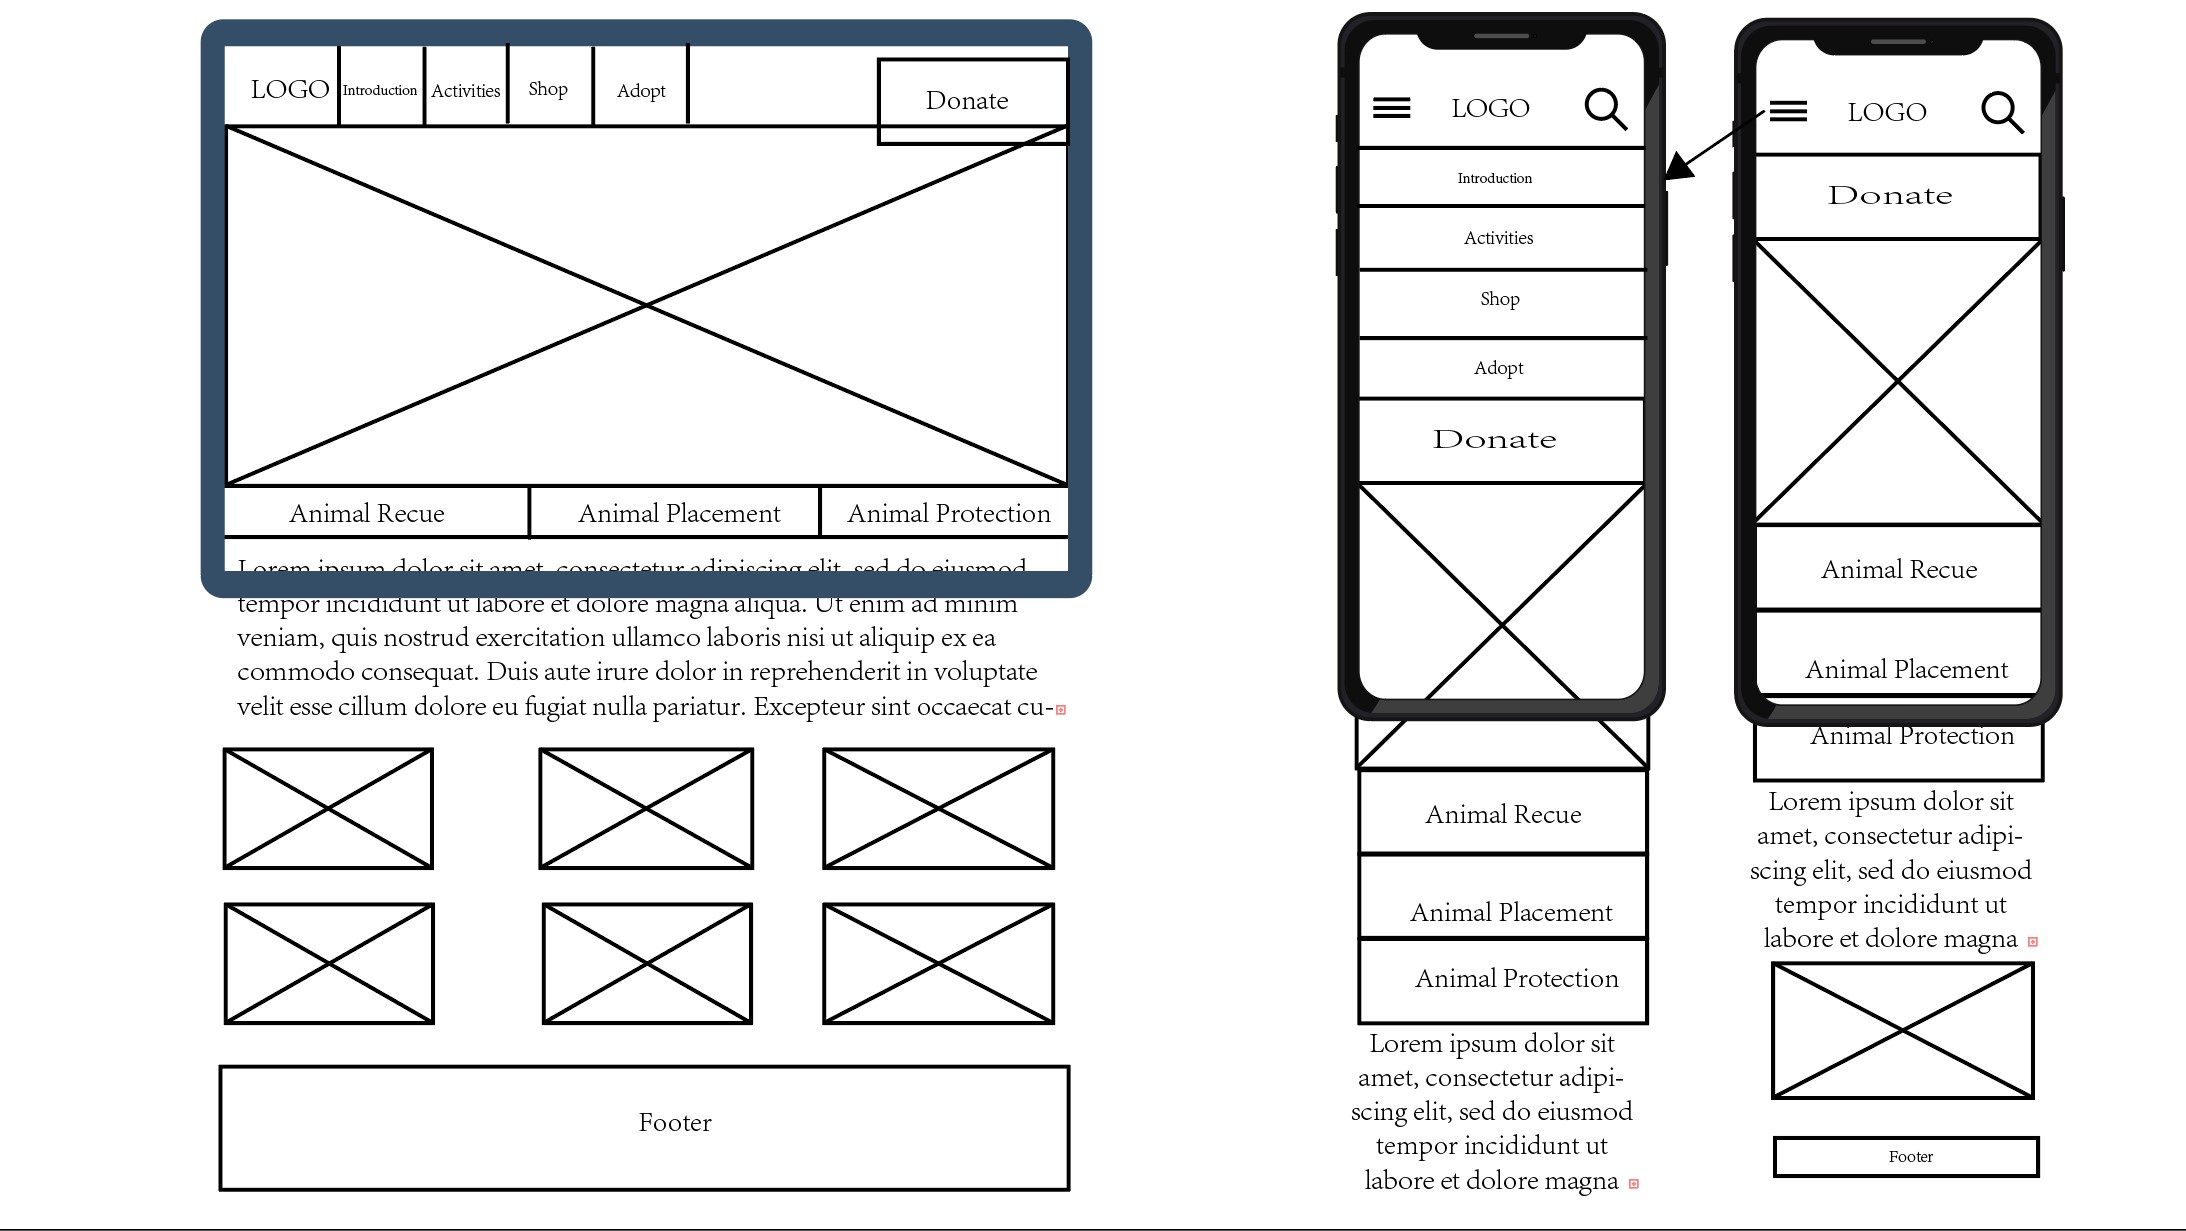 LOGO Introduction Activities Shop Adopt Donate
Animal Recue Animal Placement Animal Protection
Lorem ipsum dolor sit amet, consectetur adipiscing elit, sed do eiusmod
tempor incididunt ut labore et dolore magna aliqua. Ut enim ad minim
veniam, quis nostrud exercitation ullamco laboris nisi ut aliquip ex ea
commodo consequat. Duis aute irure dolor in reprehenderit in voluptate
velit esse cillum dolore eu fugiat nulla pariatur. Excepteur sint occaecat cu-
Footer
LOGO
Introduction
Activities
Shop
Adopt
Donate
Animal Recue
Animal Placement
Animal Protection
Lorem ipsum dolor sit
amet, consectetur adipi-
scing elit, sed do eiusmod
tempor incididunt ut
labore et dolore magna
LOGO
Donate
Animal Recue
Animal Placement
Animal Protection
Lorem ipsum dolor sit
amet, consectetur adipi-
scing elit, sed do eiusmod
tempor incididunt ut
labore et dolore magna
Footer